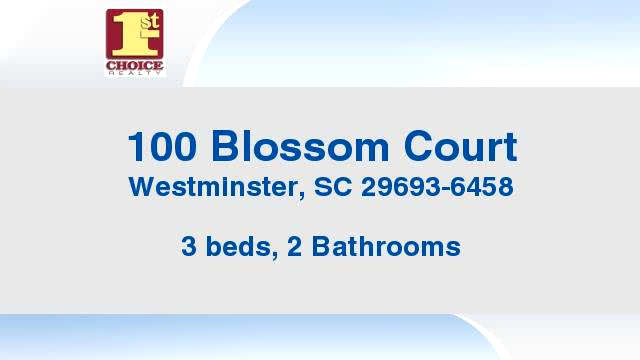 1st
CHOICE
REALTY
100 Blossom Court
Westminster, SC 29693-6458
3 beds, 2 Bathrooms